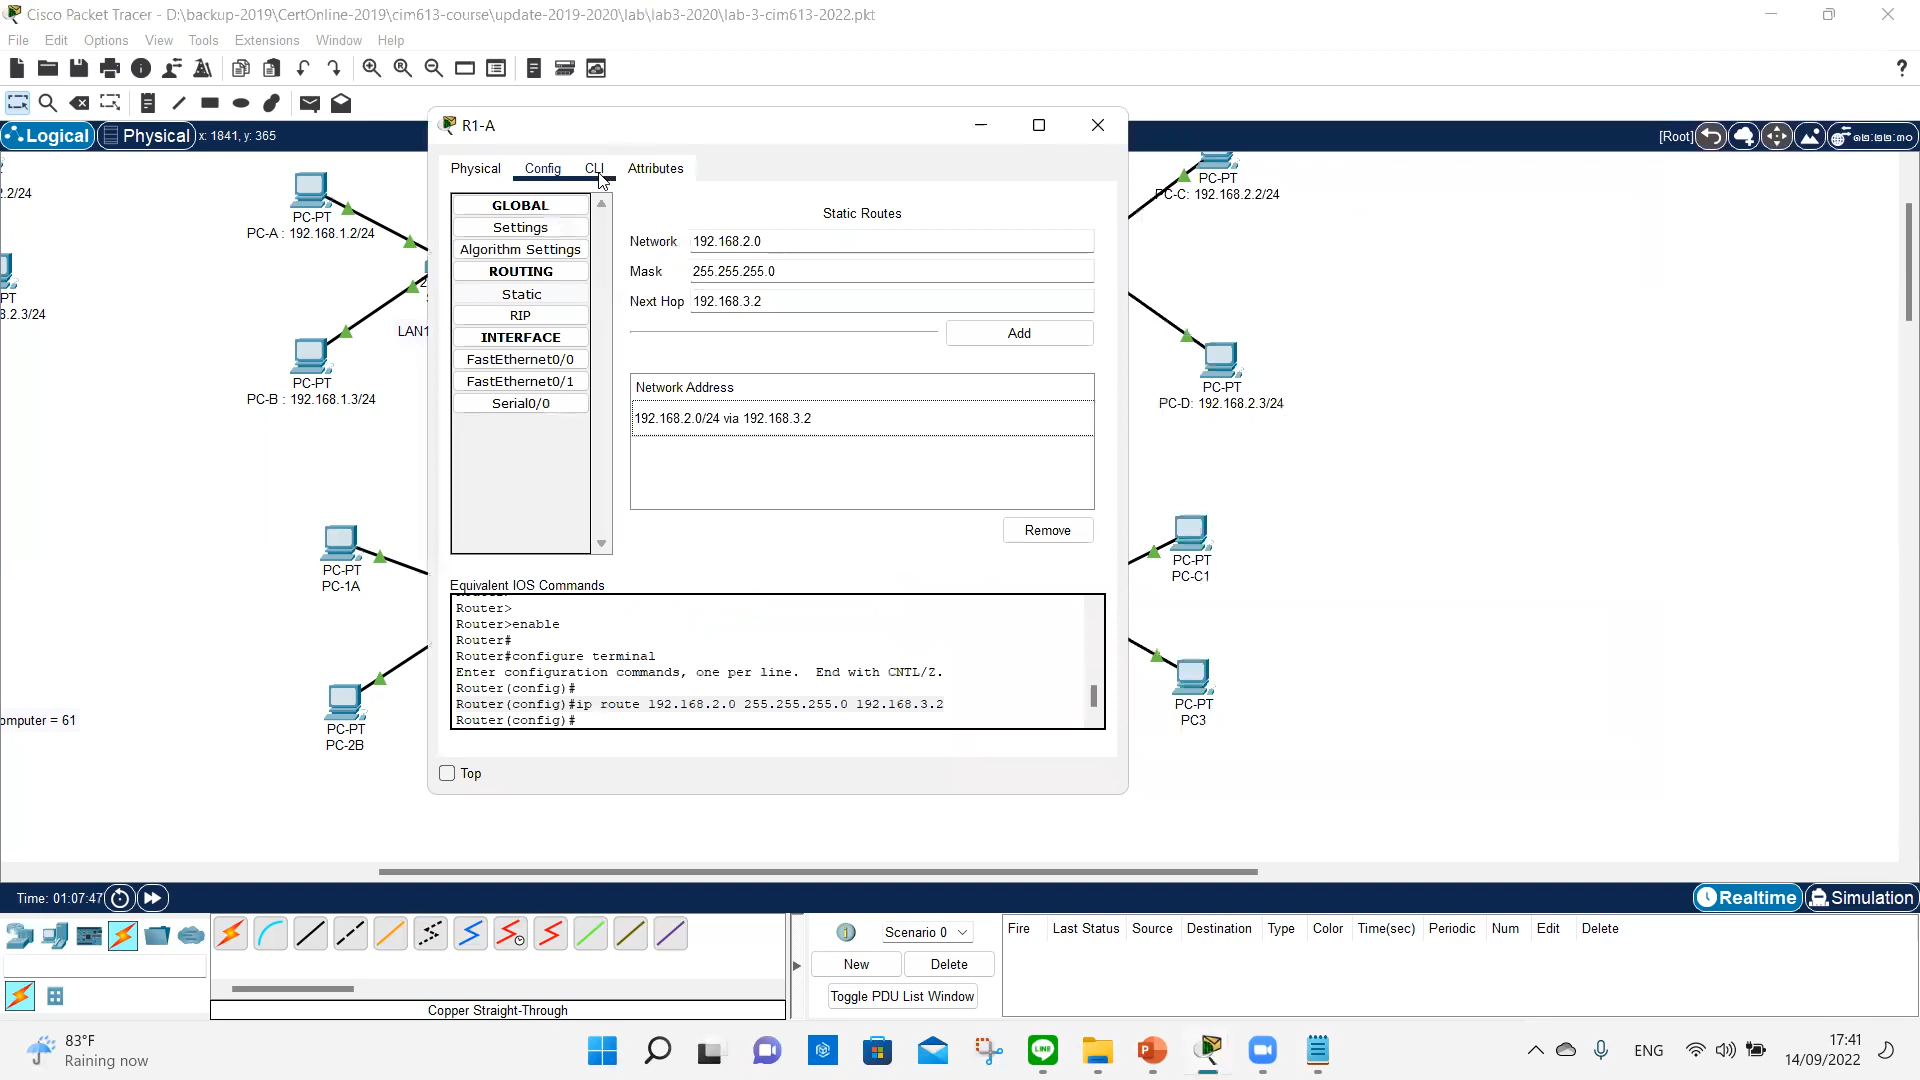 Cisco Packet Tracer - D:\backup-2019\CertOnline-2019\cim613-course\update-2019-2020\lab\lab3-2020\lab-3-cim613-2022.pkt
File Edit Options View Tools Extensions Window Help
?
Logical Physical x: 1841, y: 365
[Root]
๑๒:๒๒:๓๐
.2/24
PT
3.2.3/24
omputer = 61
PC-PT
PC-A : 192.168.1.2/24
PC-PT
PC-B : 192.168.1.3/24
LAN1
PC-PT
PC-1A
PC-PT
PC-2B
PC-PT
PC-C: 192.168.2.2/24
PC-PT
PC-D: 192.168.2.3/24
PC-PT
PC-C1
PC-PT
PC3
R1-A
Physical Config CLI Attributes
GLOBAL
Settings
Algorithm Settings
ROUTING
Static
RIP
INTERFACE
FastEthernet0/0
FastEthernet0/1
Serial0/0
Static Routes
Network 192.168.2.0
Mask 255.255.255.0
Next Hop 192.168.3.2
Add
Network Address
192.168.2.0/24 via 192.168.3.2
Remove
Equivalent IOS Commands
Router>
Router>enable
Router#
Router#configure terminal
Enter configuration commands, one per line. End with CNTL/Z.
Router(config)#
Router(config)#ip route 192.168.2.0 255.255.255.0 192.168.3.2
Router(config)#
Top
Time: 01:07:47
Realtime Simulation
Copper Straight-Through
Scenario 0
New Delete
Toggle PDU List Window
Fire Last Status Source Destination Type Color Time(sec) Periodic Num Edit Delete
83°F
Raining now
LINE
ENG
17:41
14/09/2022